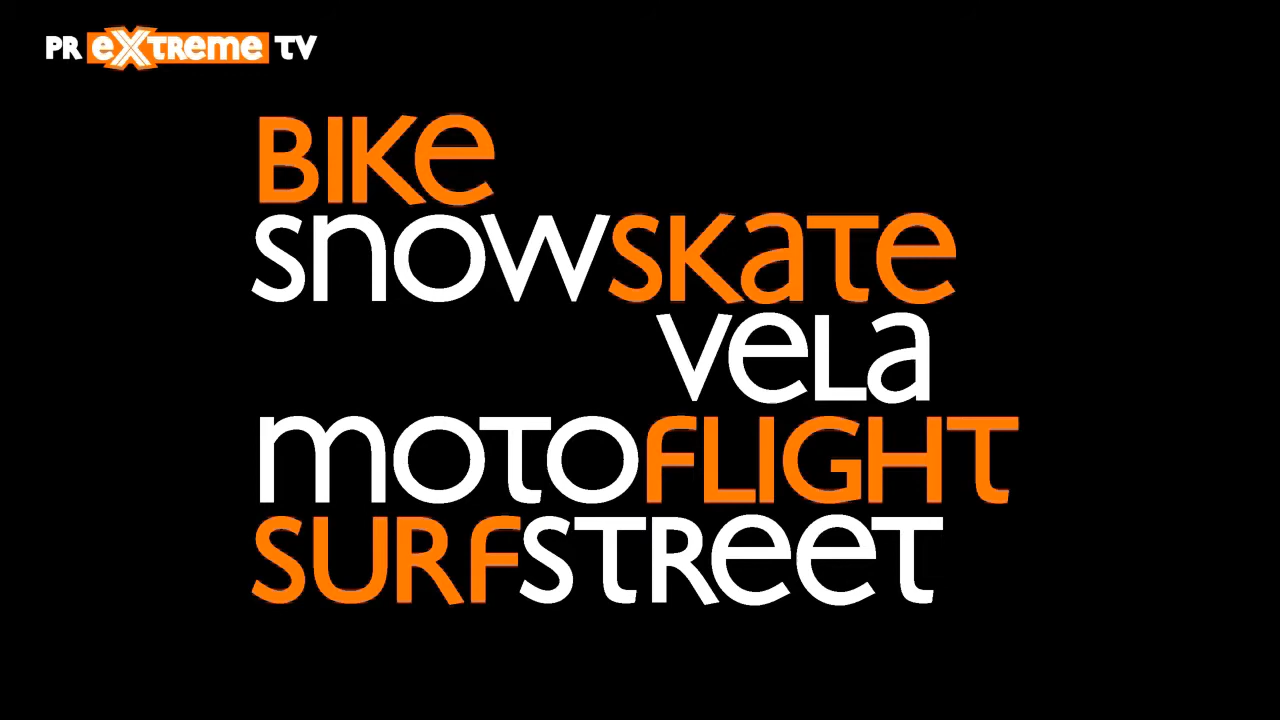 PR eXTReme TV
BIKe
snowSKaTe
veLa
moToFLIGHT
SURFSTReeT